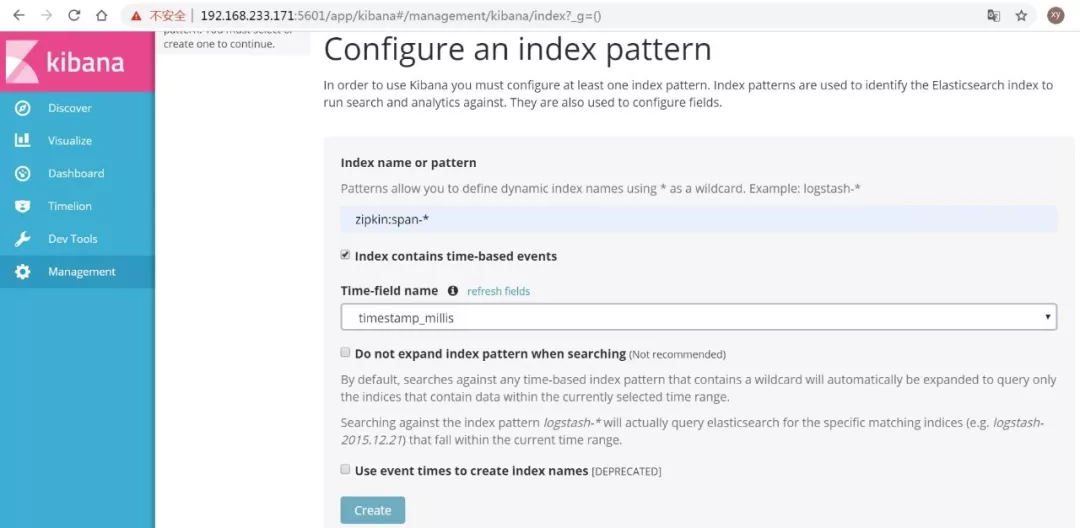 不安全 192.168.233.171:5601/app/kibana#/management/kibana/index?_g=()
xy
kibana
Discover
Visualize
Dashboard
Timelion
Dev Tools
Management
pattern. You must select or
create one to continue.
Configure an index pattern
In order to use Kibana you must configure at least one index pattern. Index patterns are used to identify the Elasticsearch index to
run search and analytics against. They are also used to configure fields.
Index name or pattern
Patterns allow you to define dynamic index names using * as a wildcard. Example: logstash-*
zipkin:span-*
Index contains time-based events
Time-field name refresh fields
timestamp_millis
Do not expand index pattern when searching (Not recommended)
By default, searches against any time-based index pattern that contains a wildcard will automatically be expanded to query only
the indices that contain data within the currently selected time range.
Searching against the index pattern logstash-* will actually query elasticsearch for the specific matching indices (e.g. logstash-
2015.12.21) that fall within the current time range.
Use event times to create index names [DEPRECATED]
Create